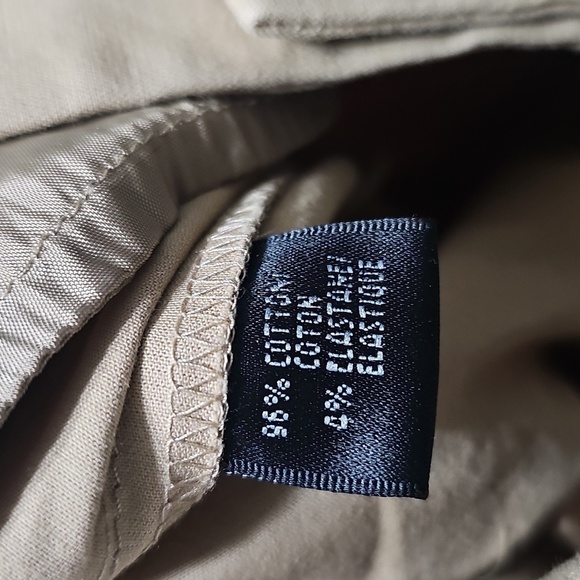 96% COTTON/
COTON
4% ELASTANE/
ELASTIQUE